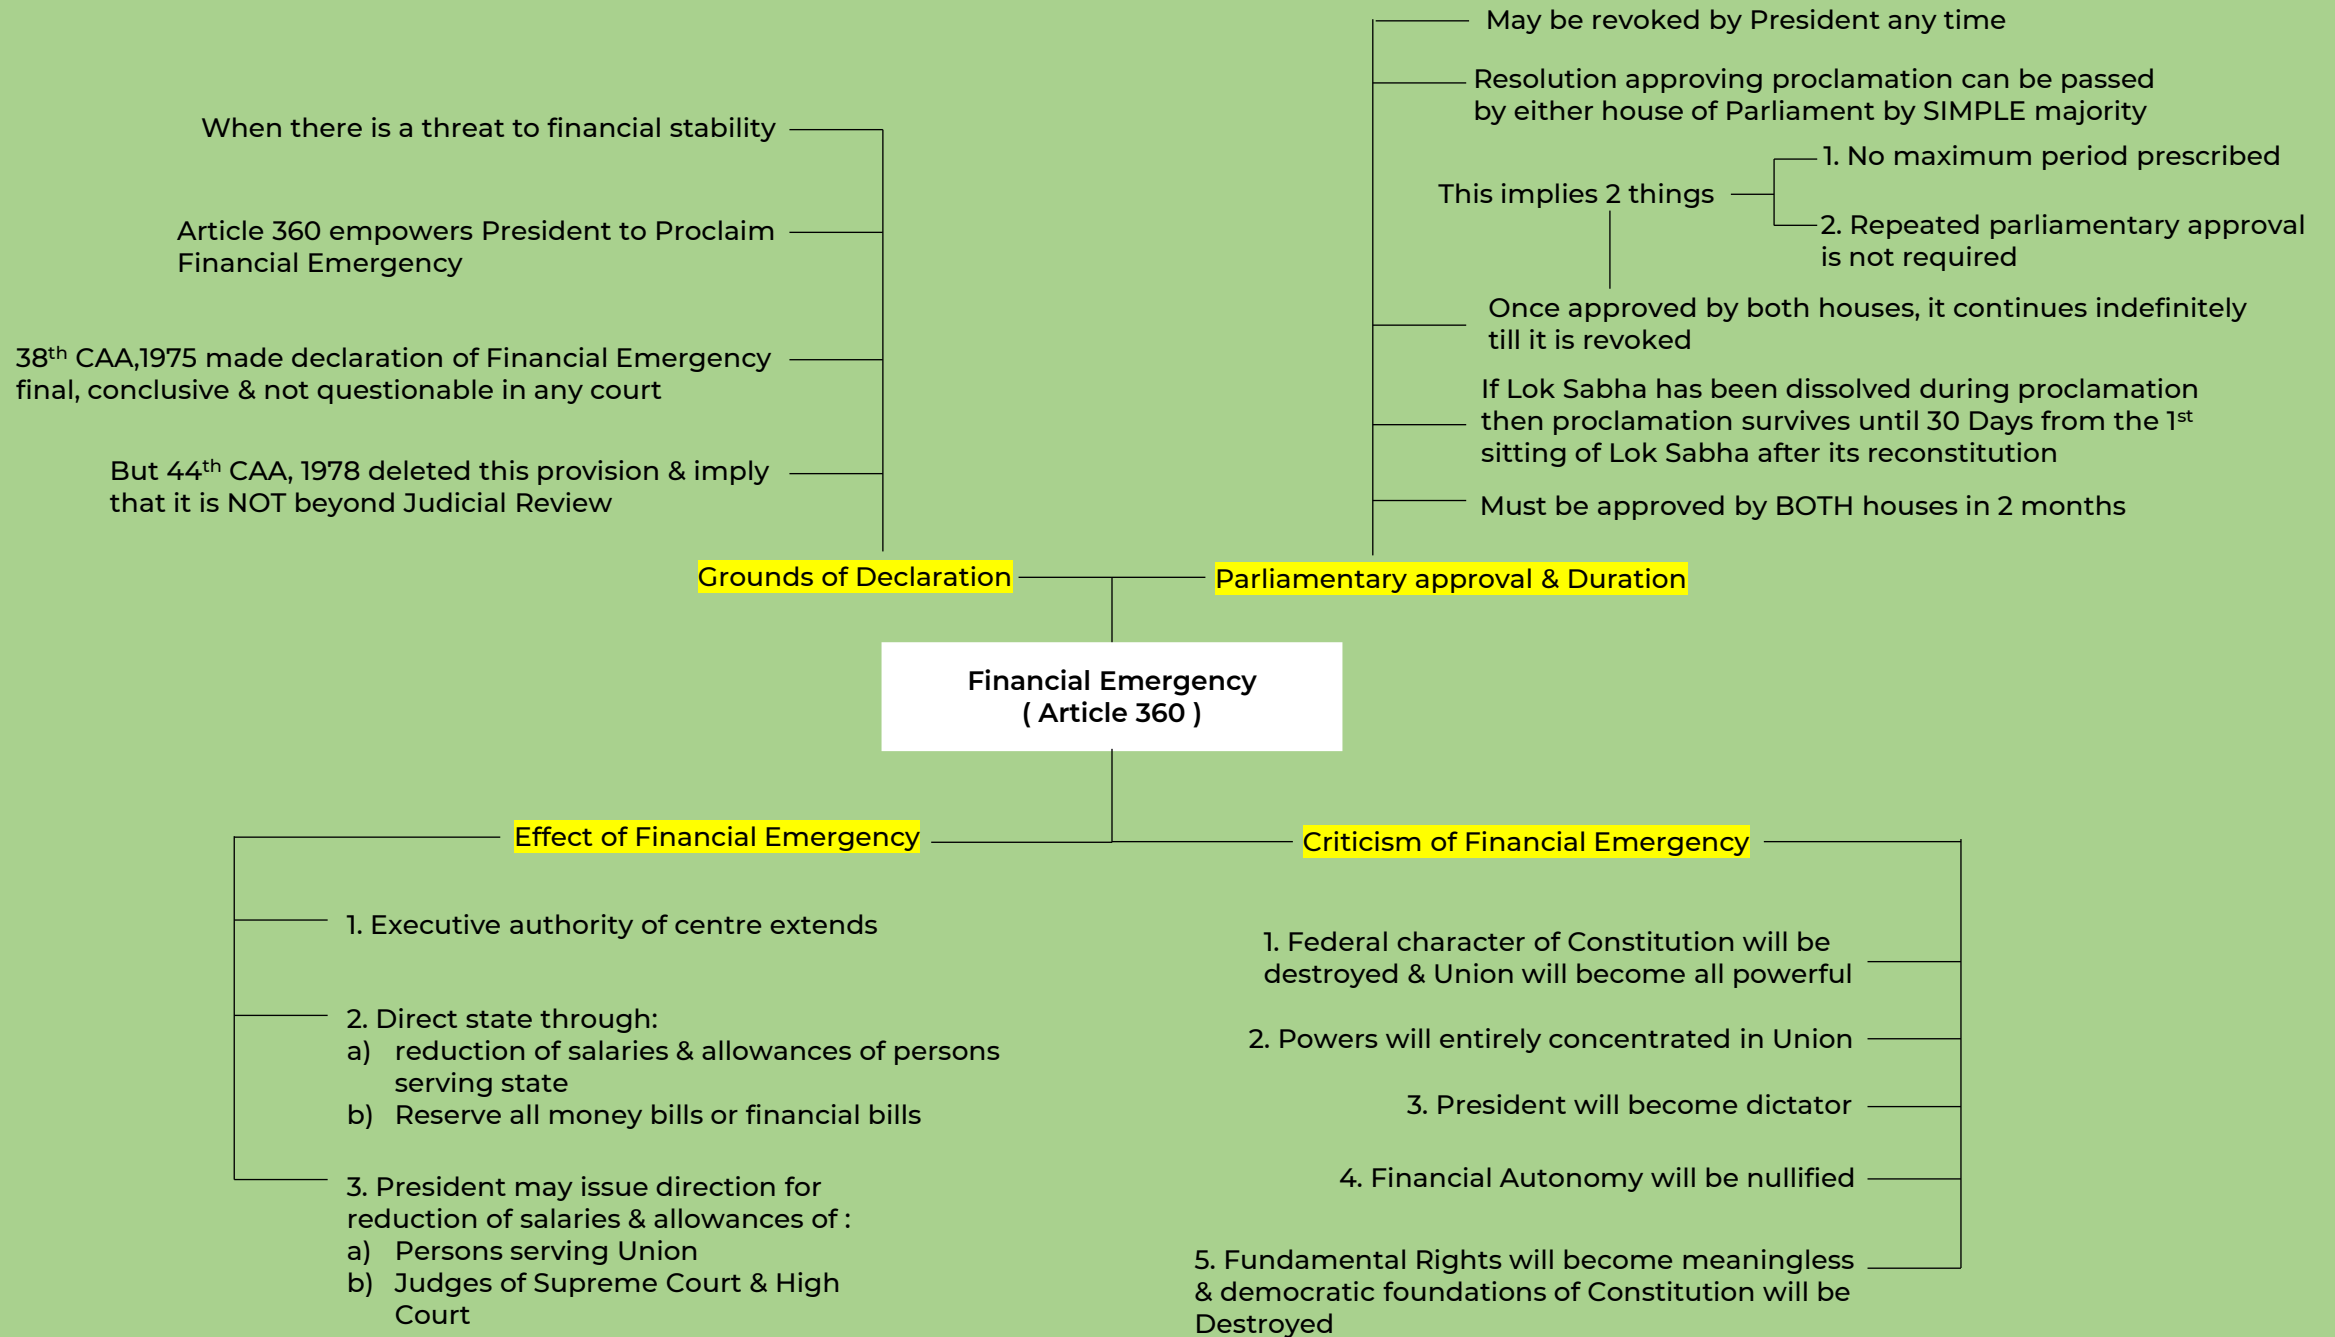 When there is a threat to financial stability
Article 360 empowers President to Proclaim
Financial Emergency
38th CAA,1975 made declaration of Financial Emergency
final, conclusive & not questionable in any court
But 44th CAA, 1978 deleted this provision & imply
that it is NOT beyond Judicial Review
Grounds of Declaration
May be revoked by President any time
Resolution approving proclamation can be passed
by either house of Parliament by SIMPLE majority
This implies 2 things
1. No maximum period prescribed
2. Repeated parliamentary approval
is not required
Once approved by both houses, it continues indefinitely
till it is revoked
If Lok Sabha has been dissolved during proclamation
then proclamation survives until 30 Days from the 1st
sitting of Lok Sabha after its reconstitution
Must be approved by BOTH houses in 2 months
Parliamentary approval & Duration
Financial Emergency
( Article 360 )
Effect of Financial Emergency
1. Executive authority of centre extends
2. Direct state through:
a) reduction of salaries & allowances of persons
serving state
b) Reserve all money bills or financial bills
3. President may issue direction for
reduction of salaries & allowances of :
a) Persons serving Union
b) Judges of Supreme Court & High
Court
Criticism of Financial Emergency
1. Federal character of Constitution will be
destroyed & Union will become all powerful
2. Powers will entirely concentrated in Union
3. President will become dictator
4. Financial Autonomy will be nullified
5. Fundamental Rights will become meaningless
& democratic foundations of Constitution will be
Destroyed